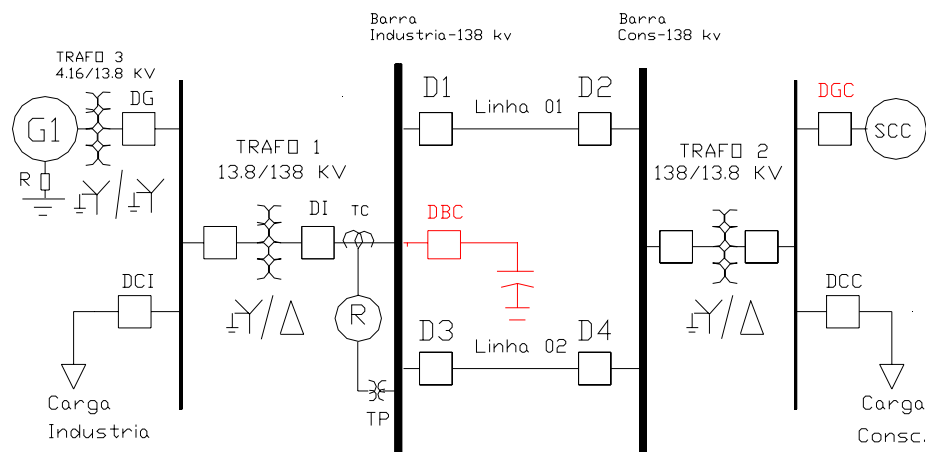 Barra
Industria-138 kv
Barra
Cons-138 kv
TRAFO 3
4.16/13.8 KV
DG
G1
R
D1
Linha 01
D2
DGC
SCC
TRAFO 1
13.8/138 KV
TRAFO 2
138/13.8 KV
DI
TC
DBC
DCI
R
DCC
D3
Linha 02
D4
TP
Carga
Industria
Carga
Consc.